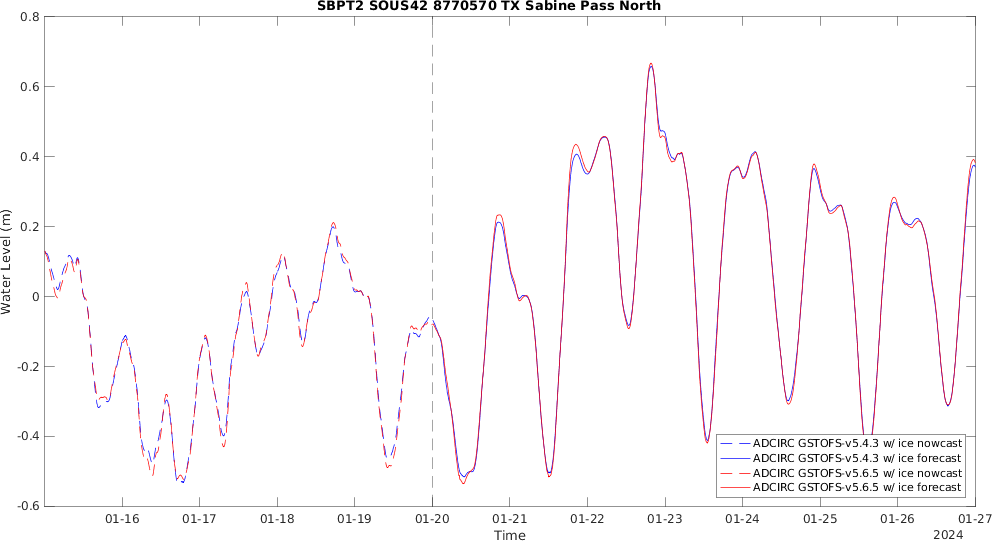 SBPT2 SOUS42 8770570 TX Sabine Pass North
Water Level (m)
0.8
0.6
0.4
0.2
0
-0.2
-0.4
-0.6
ADCIRC GSTOFS-v5.4.3 w/ ice nowcast
ADCIRC GSTOFS-v5.4.3 w/ ice forecast
ADCIRC GSTOFS-v5.6.5 w/ ice nowcast
ADCIRC GSTOFS-v5.6.5 w/ ice forecast
01-16 01-17 01-18 01-19 01-20 01-21 01-22 01-23 01-24 01-25 01-26 01-27
Time
2024